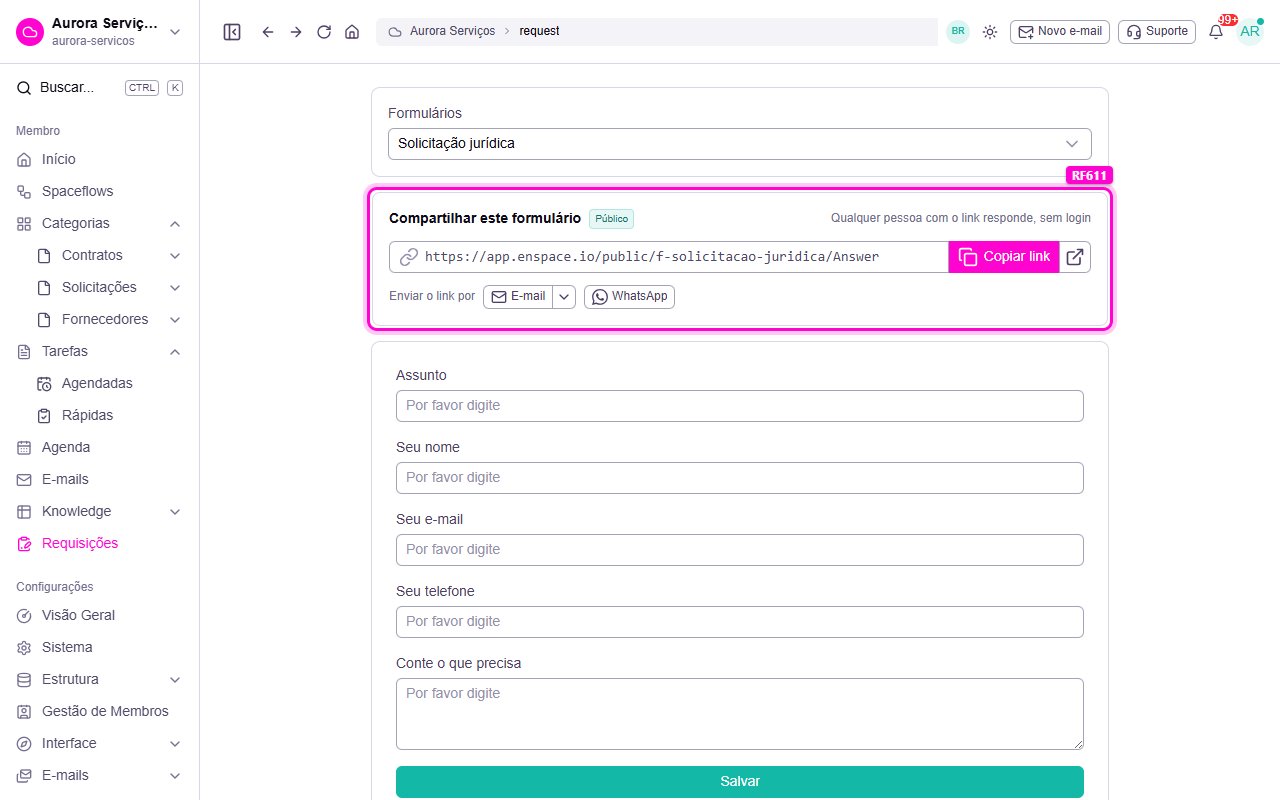 Aurora Serviç...
aurora-servicos
Aurora Serviços > request
BR
Novo e-mail
Suporte
99+
AR
Buscar...
CTRL K
Membro
Início
Spaceflows
Categorias
Contratos
Solicitações
Fornecedores
Tarefas
Agendadas
Rápidas
Agenda
E-mails
Knowledge
Requisições
Configurações
Visão Geral
Sistema
Estrutura
Gestão de Membros
Interface
E-mails
Formulários
Solicitação jurídica
RF611
Compartilhar este formulário Público Qualquer pessoa com o link responde, sem login
https://app.enspace.io/public/f-solicitacao-juridica/Answer Copiar link
Enviar o link por E-mail WhatsApp
Assunto
Por favor digite
Seu nome
Por favor digite
Seu e-mail
Por favor digite
Seu telefone
Por favor digite
Conte o que precisa
Por favor digite
Salvar